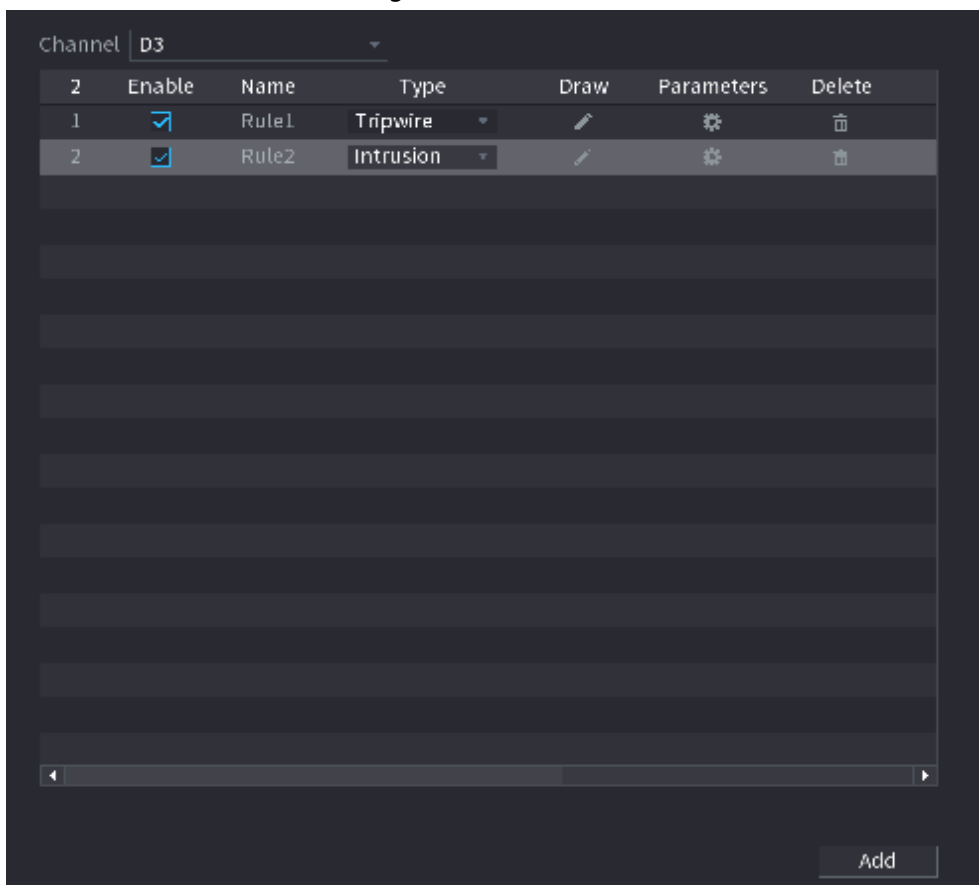 Channel D3
2 Enable Name Type Draw Parameters Delete
1 Rule1 Tripwire
2 Rule2 Intrusion
Add